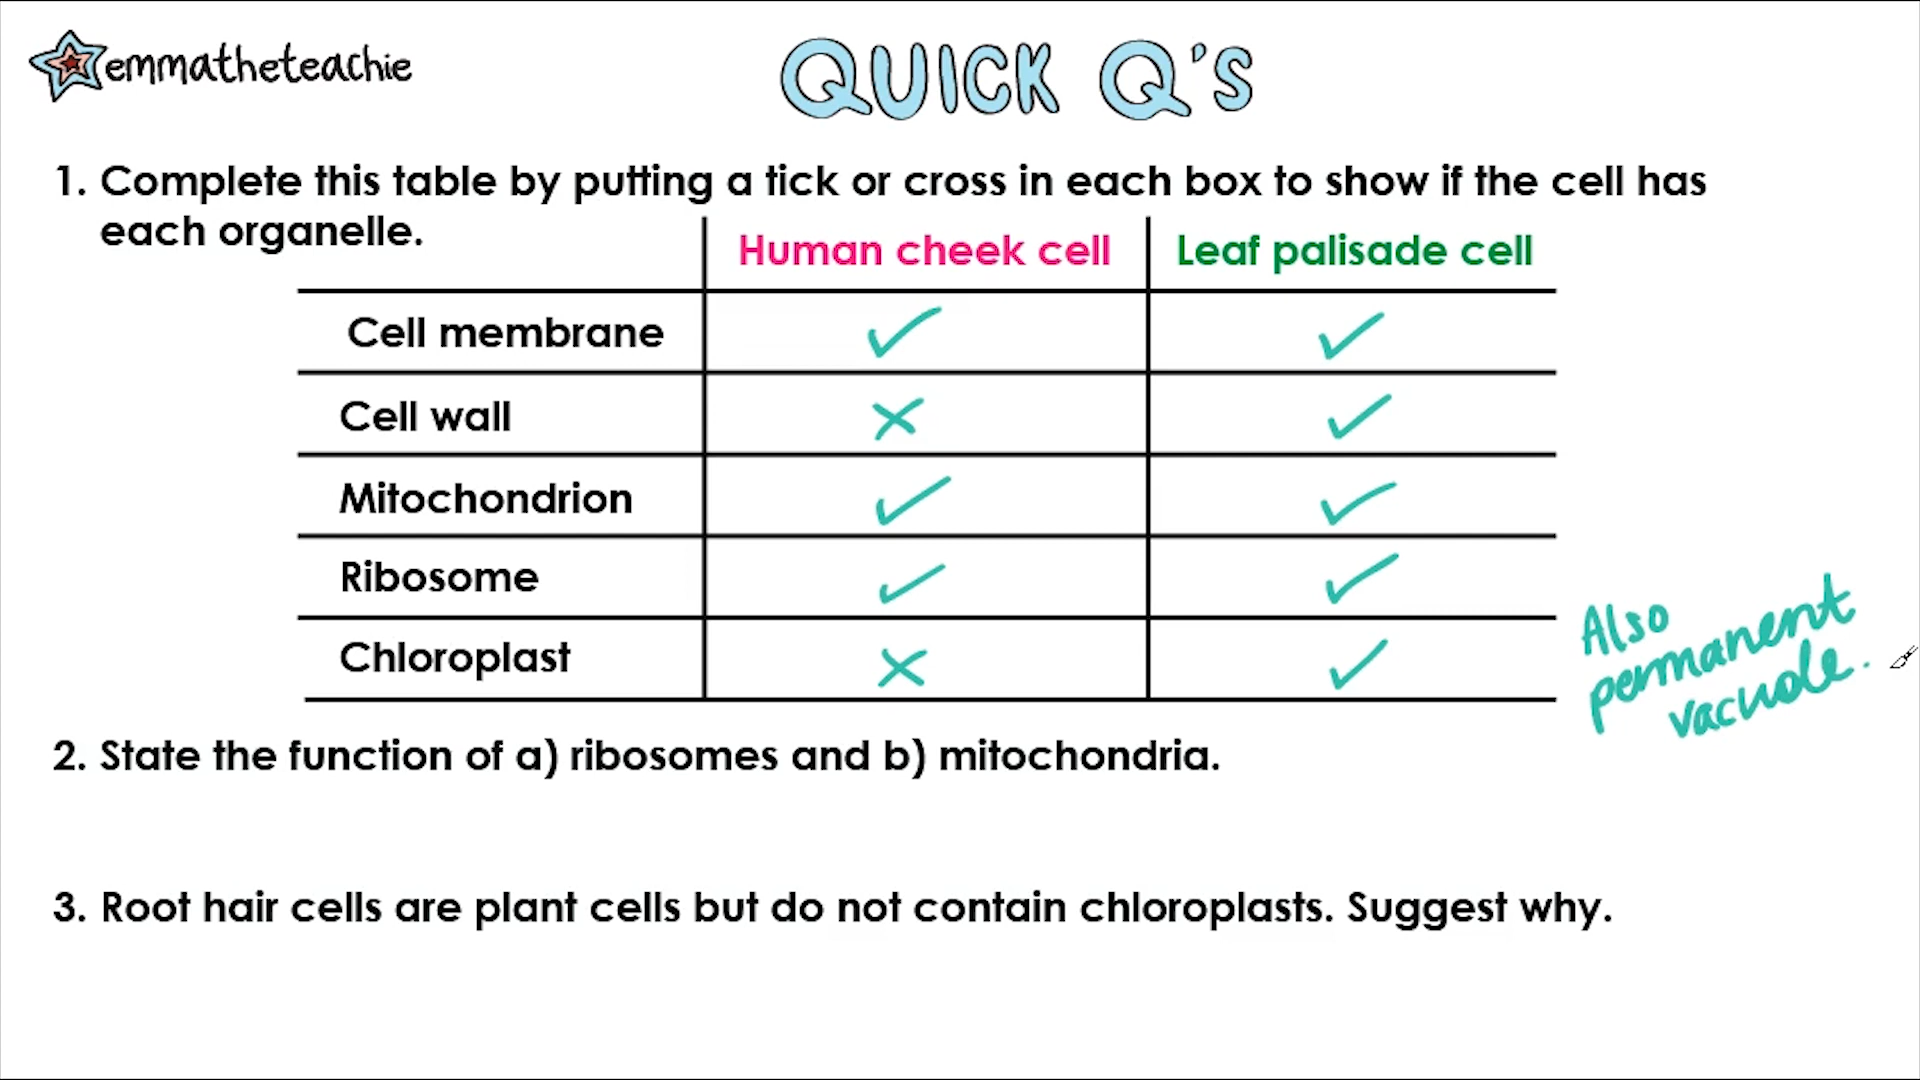 emmatheteachie
QUICK Q'S
1. Complete this table by putting a tick or cross in each box to show if the cell has
each organelle.
Human cheek cell Leaf palisade cell
Cell membrane ✓ ✓
Cell wall ✗ ✓
Mitochondrion ✓ ✓
Ribosome ✓ ✓
Chloroplast ✗ ✓
Also
permanent
vacuole.
2. State the function of a) ribosomes and b) mitochondria.
3. Root hair cells are plant cells but do not contain chloroplasts. Suggest why.